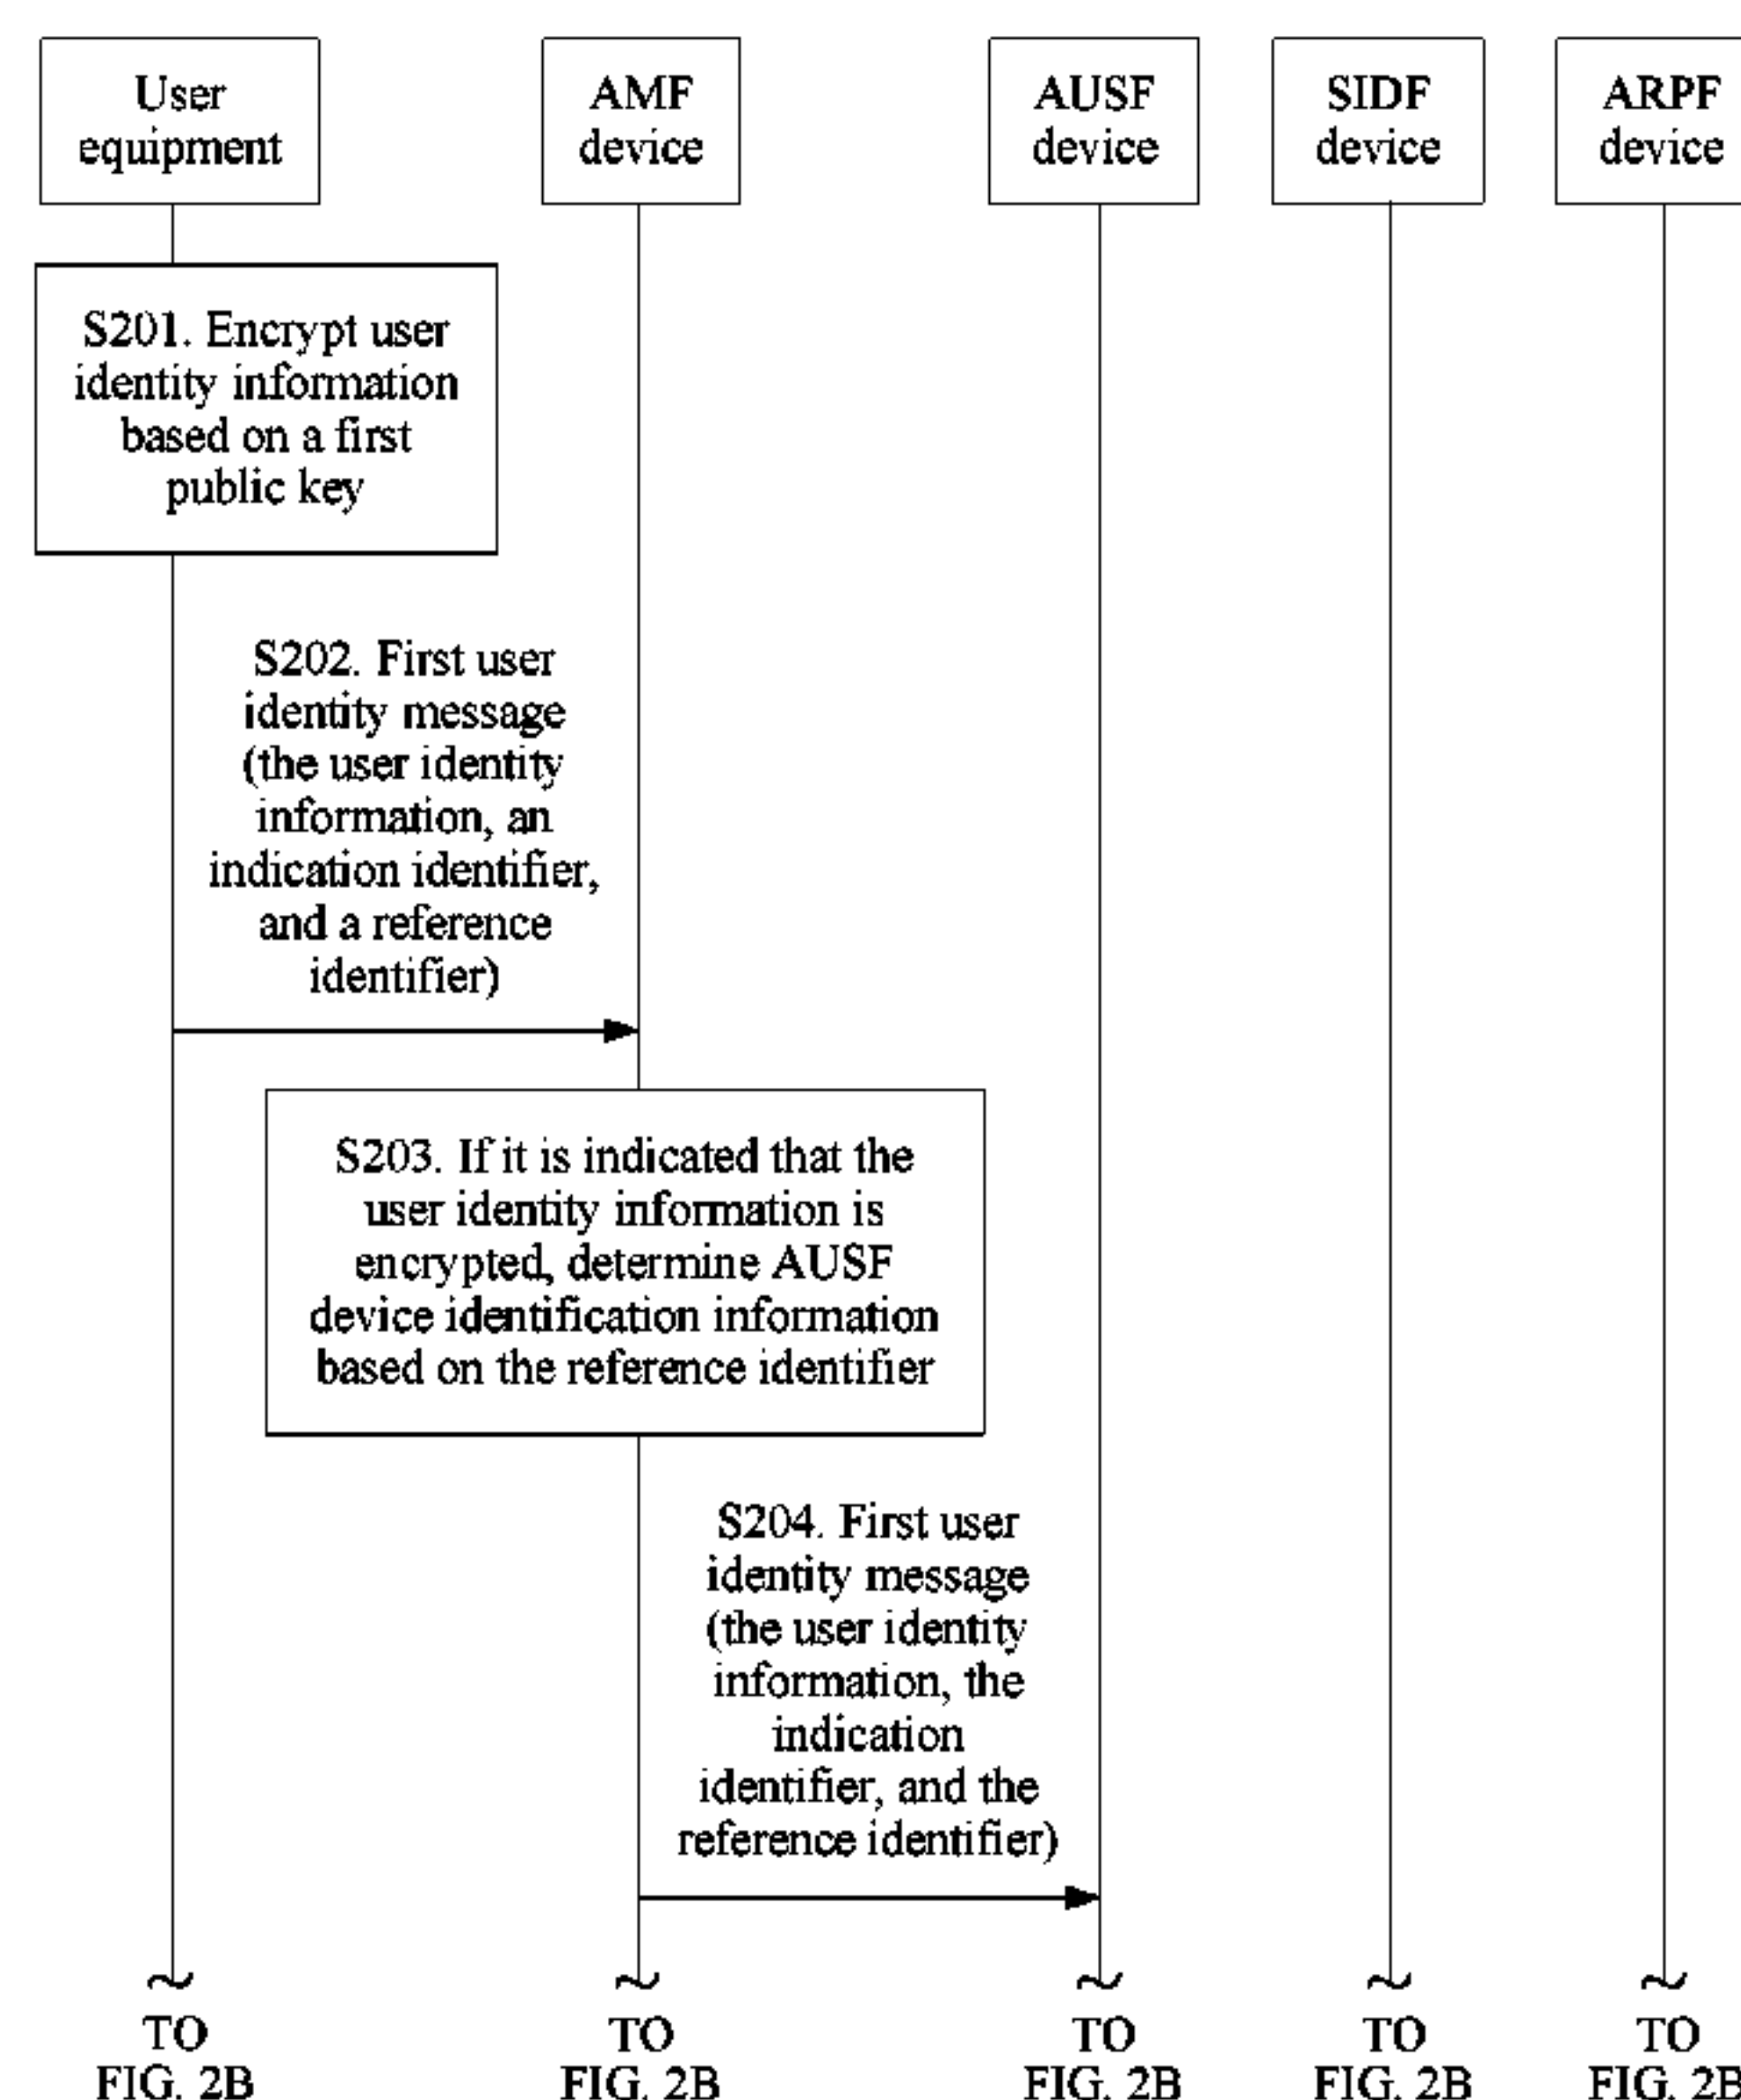 User
equipment
AMF
device
AUSF
device
SIDF
device
ARPF
device
S201. Encrypt user
identity information
based on a first
public key
S202. First user
identity message
(the user identity
information, an
indication identifier,
and a reference
identifier)
S203. If it is indicated that the
user identity information is
encrypted, determine AUSF
device identification information
based on the reference identifier
S204. First user
identity message
(the user identity
information, the
indication
identifier, and the
reference identifier)
TO
FIG. 2B
TO
FIG. 2B
TO
FIG. 2B
TO
FIG. 2B
TO
FIG. 2B